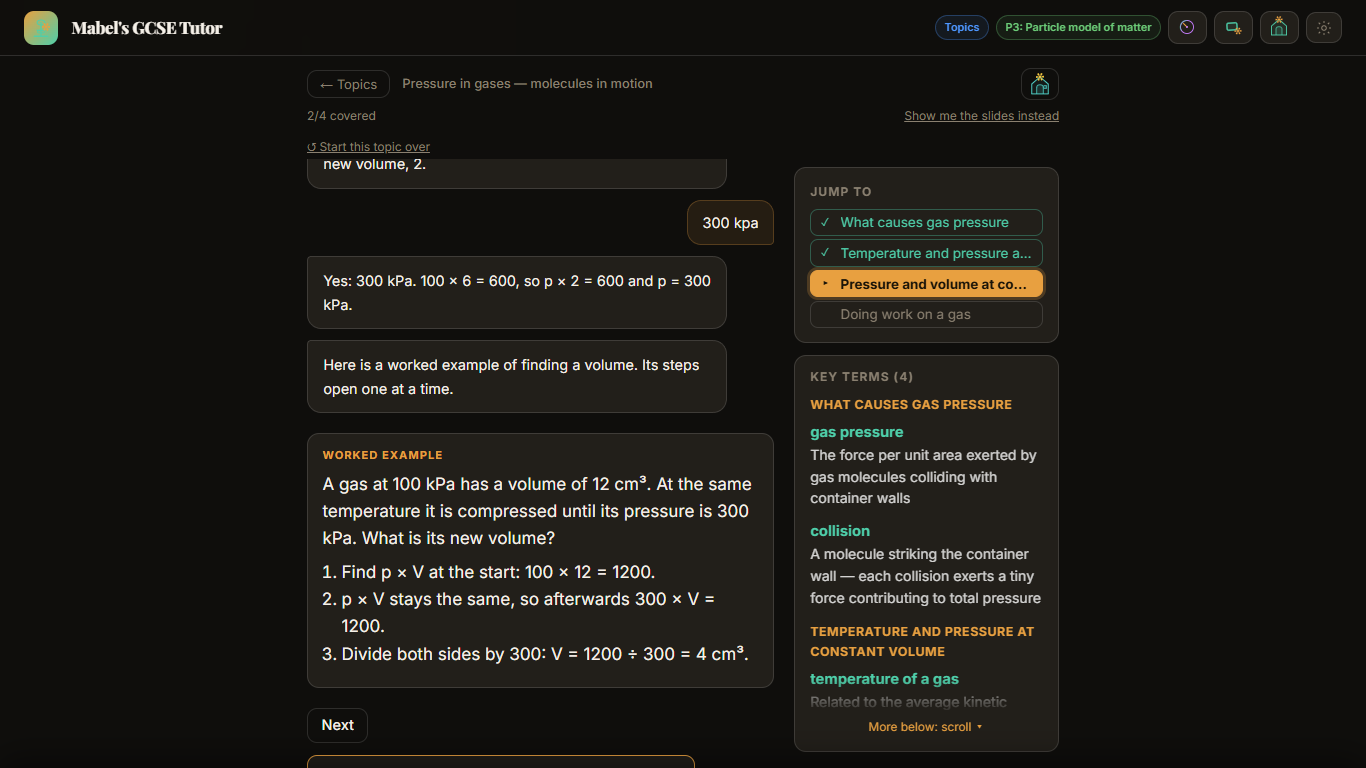 Mabel's GCSE Tutor
Topics
P3: Particle model of matter
← Topics
Pressure in gases — molecules in motion
2/4 covered
Show me the slides instead
↺ Start this topic over
new volume, 2.
300 kpa
Yes: 300 kPa. 100 × 6 = 600, so p × 2 = 600 and p = 300
kPa.
Here is a worked example of finding a volume. Its steps
open one at a time.
WORKED EXAMPLE
A gas at 100 kPa has a volume of 12 cm³. At the same
temperature it is compressed until its pressure is 300
kPa. What is its new volume?
1. Find p × V at the start: 100 × 12 = 1200.
2. p × V stays the same, so afterwards 300 × V =
1200.
3. Divide both sides by 300: V = 1200 ÷ 300 = 4 cm³.
Next
JUMP TO
✓ What causes gas pressure
✓ Temperature and pressure a...
▸ Pressure and volume at co...
Doing work on a gas
KEY TERMS (4)
WHAT CAUSES GAS PRESSURE
gas pressure
The force per unit area exerted by
gas molecules colliding with
container walls
collision
A molecule striking the container
wall — each collision exerts a tiny
force contributing to total pressure
TEMPERATURE AND PRESSURE AT
CONSTANT VOLUME
temperature of a gas
Related to the average kinetic
More below: scroll ▾